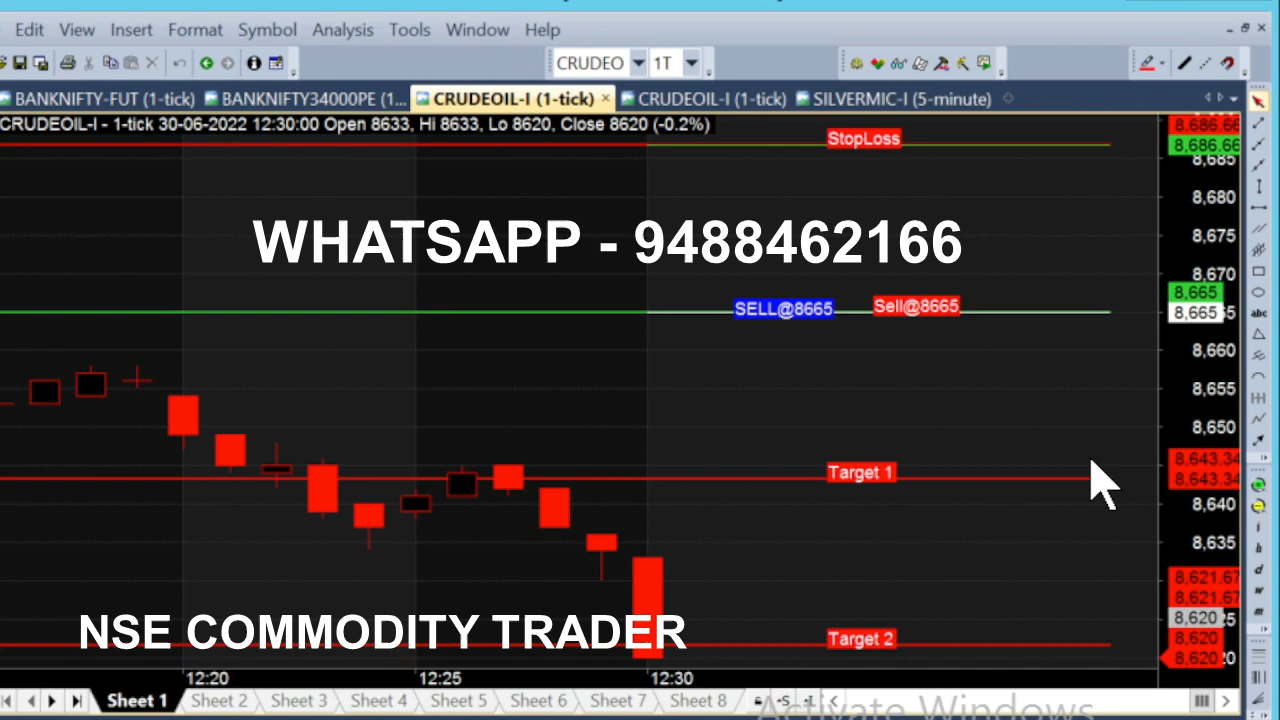 Edit View Insert Format Symbol Analysis Tools Window Help
CRUDEO 1T
BANKNIFTY-FUT (1-tick) BANKNIFTY34000PE (1... CRUDEOIL-I (1-tick) × CRUDEOIL-I (1-tick) SILVERMIC-I (5-minute)
CRUDEOIL-I - 1-tick 30-06-2022 12:30:00 Open 8633, Hi 8633, Lo 8620, Close 8620 (-0.2%)
StopLoss
8,686.66
8,686.66
8,685
8,680
WHATSAPP - 9488462166
8,675
8,670
8,665
SELL@8665 Sell@8665
8,665
8,660
8,655
8,650
8,643.34
Target 1
8,643.34
8,640
8,635
8,621.67
8,621.67
8,620
NSE COMMODITY TRADER
Target 2
8,620
8,620
12:20 12:25 12:30
Sheet 1 Sheet 2 Sheet 3 Sheet 4 Sheet 5 Sheet 6 Sheet 7 Sheet 8
Activate Windows
abc